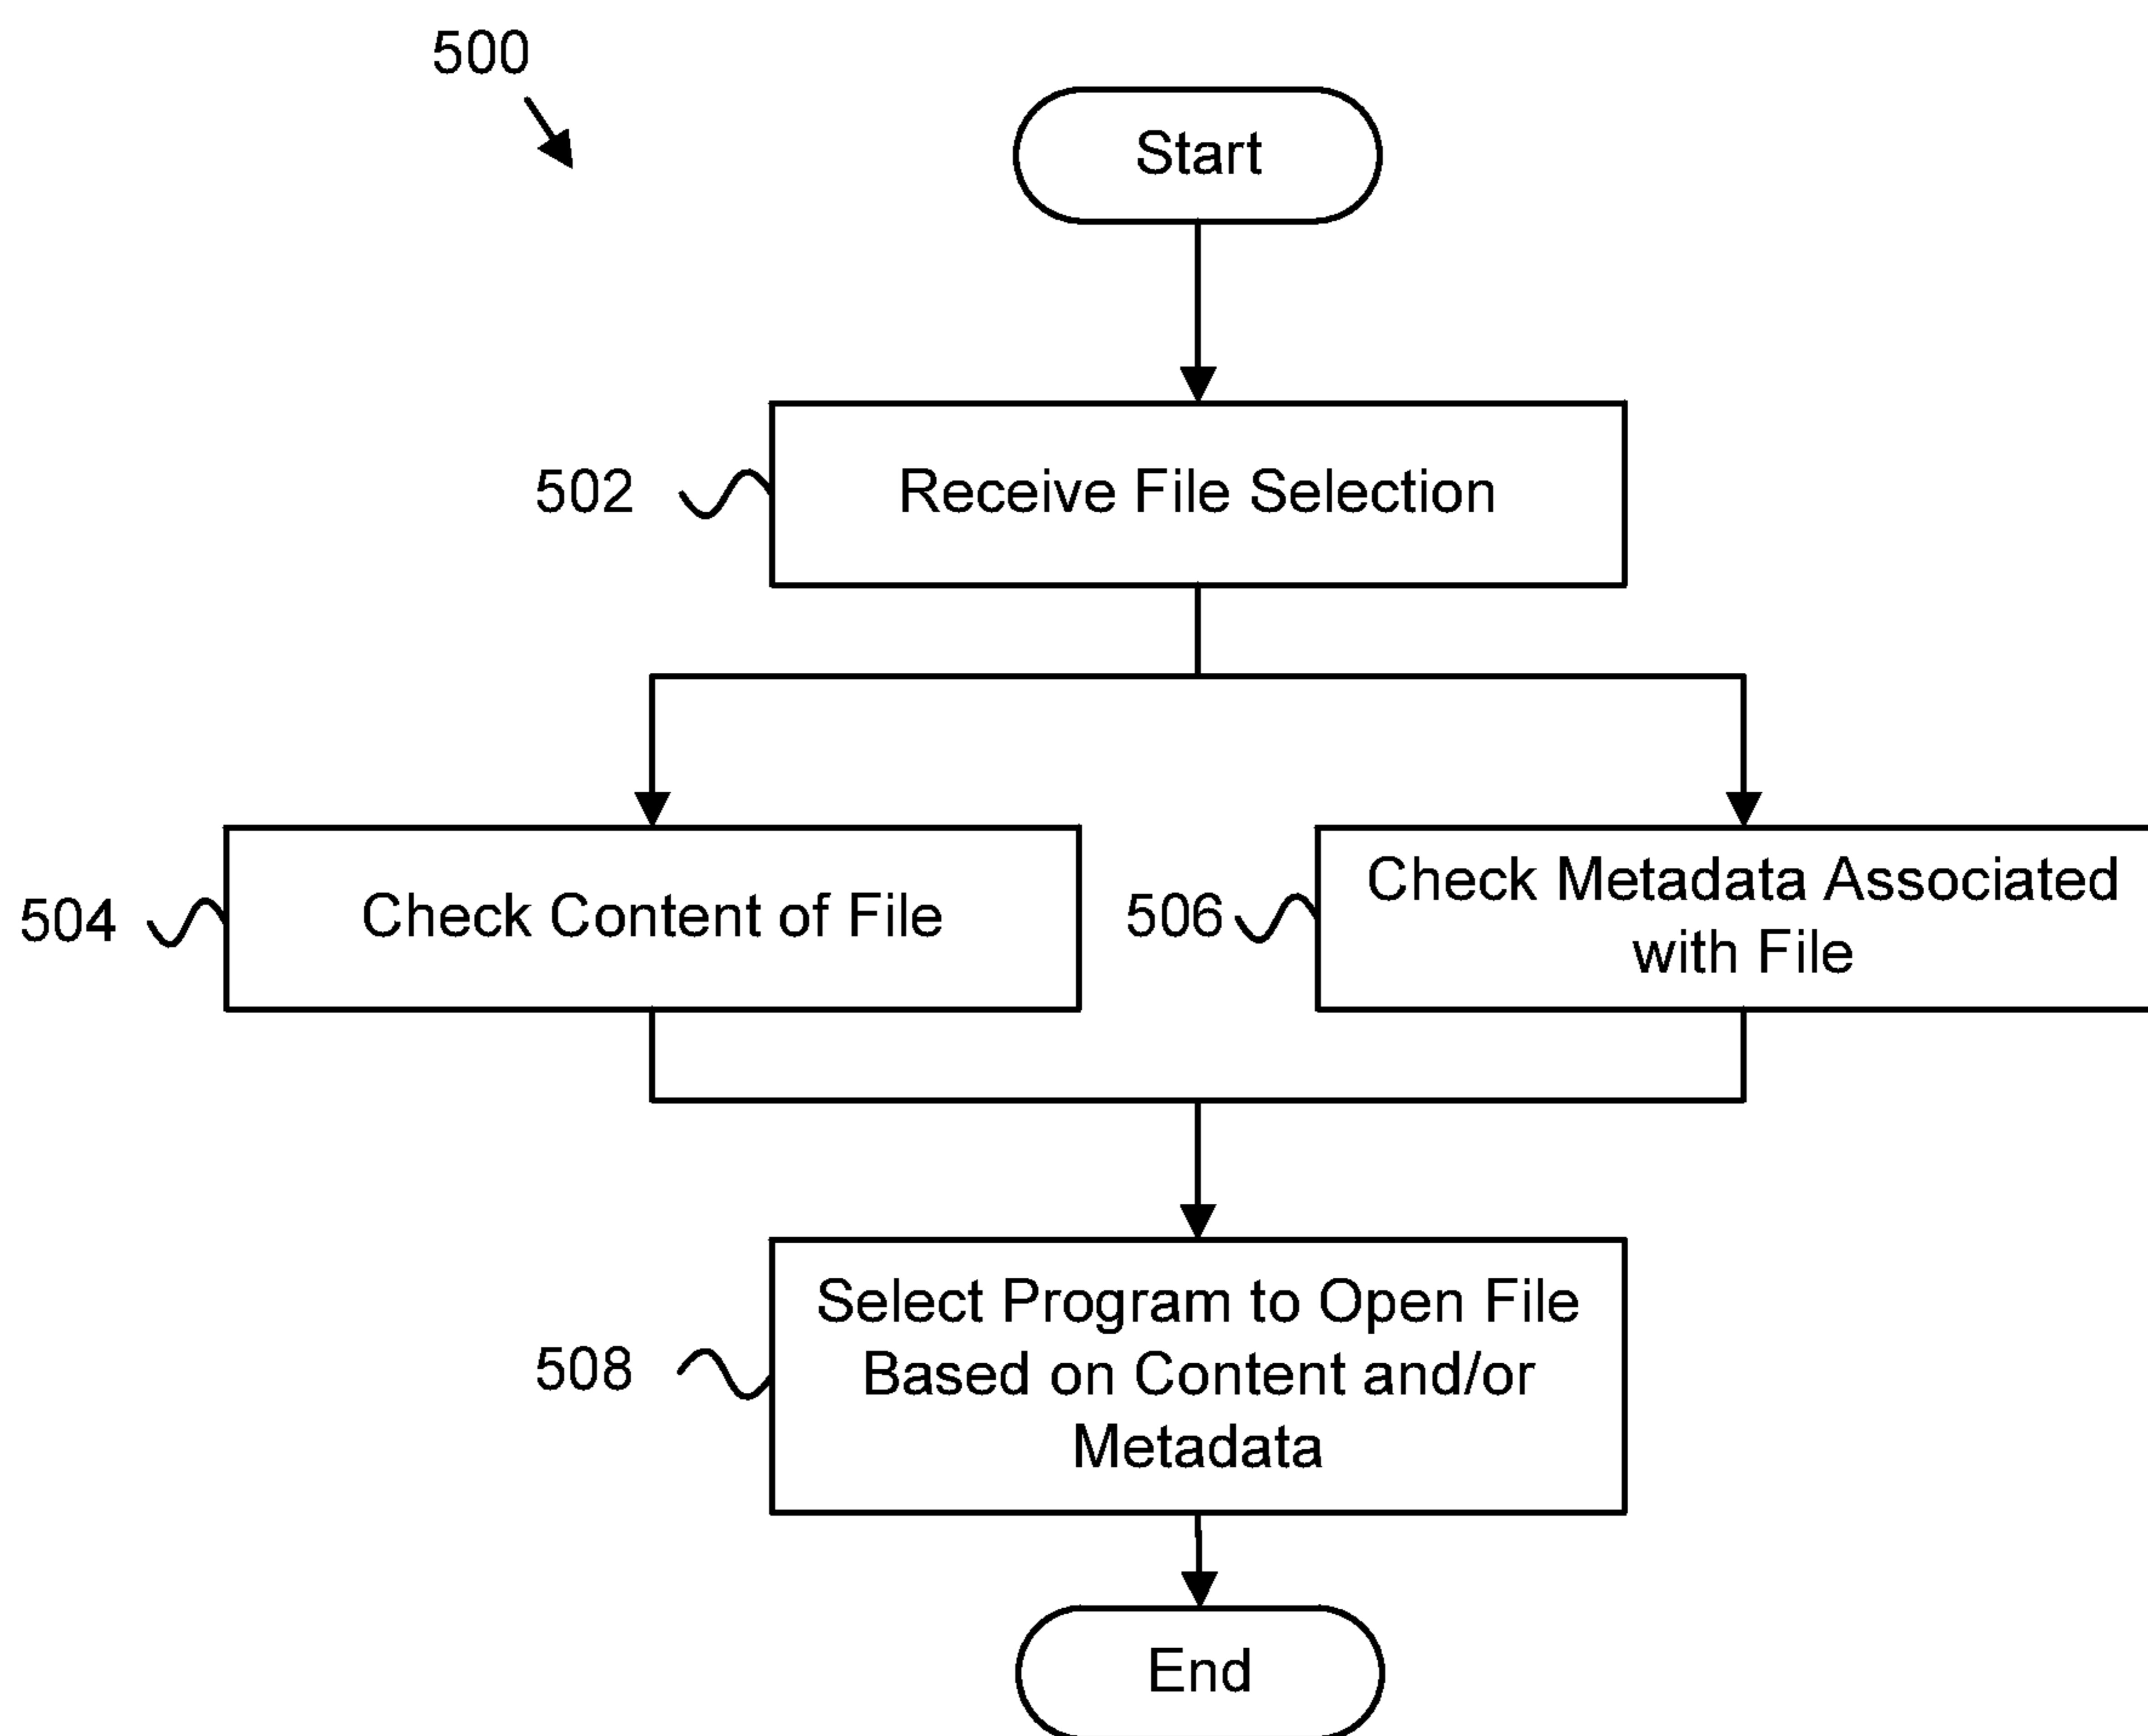 500
Start
502
Receive File Selection
504
Check Content of File
506
Check Metadata Associated
with File
508
Select Program to Open File
Based on Content and/or
Metadata
End